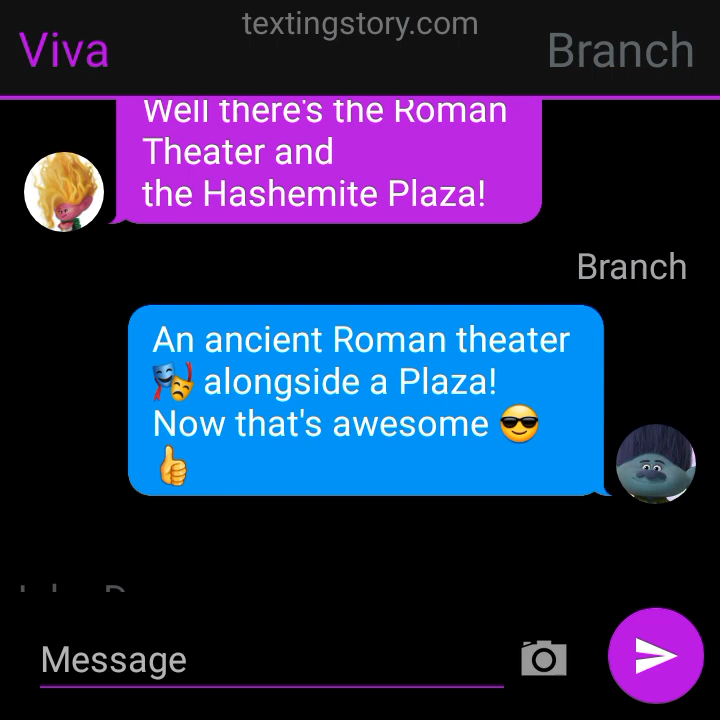 textingstory.com
Viva
Branch
Well there's the Roman
Theater and
the Hashemite Plaza!
Branch
An ancient Roman theater
🎭 alongside a Plaza!
Now that's awesome 😎
👍
Message